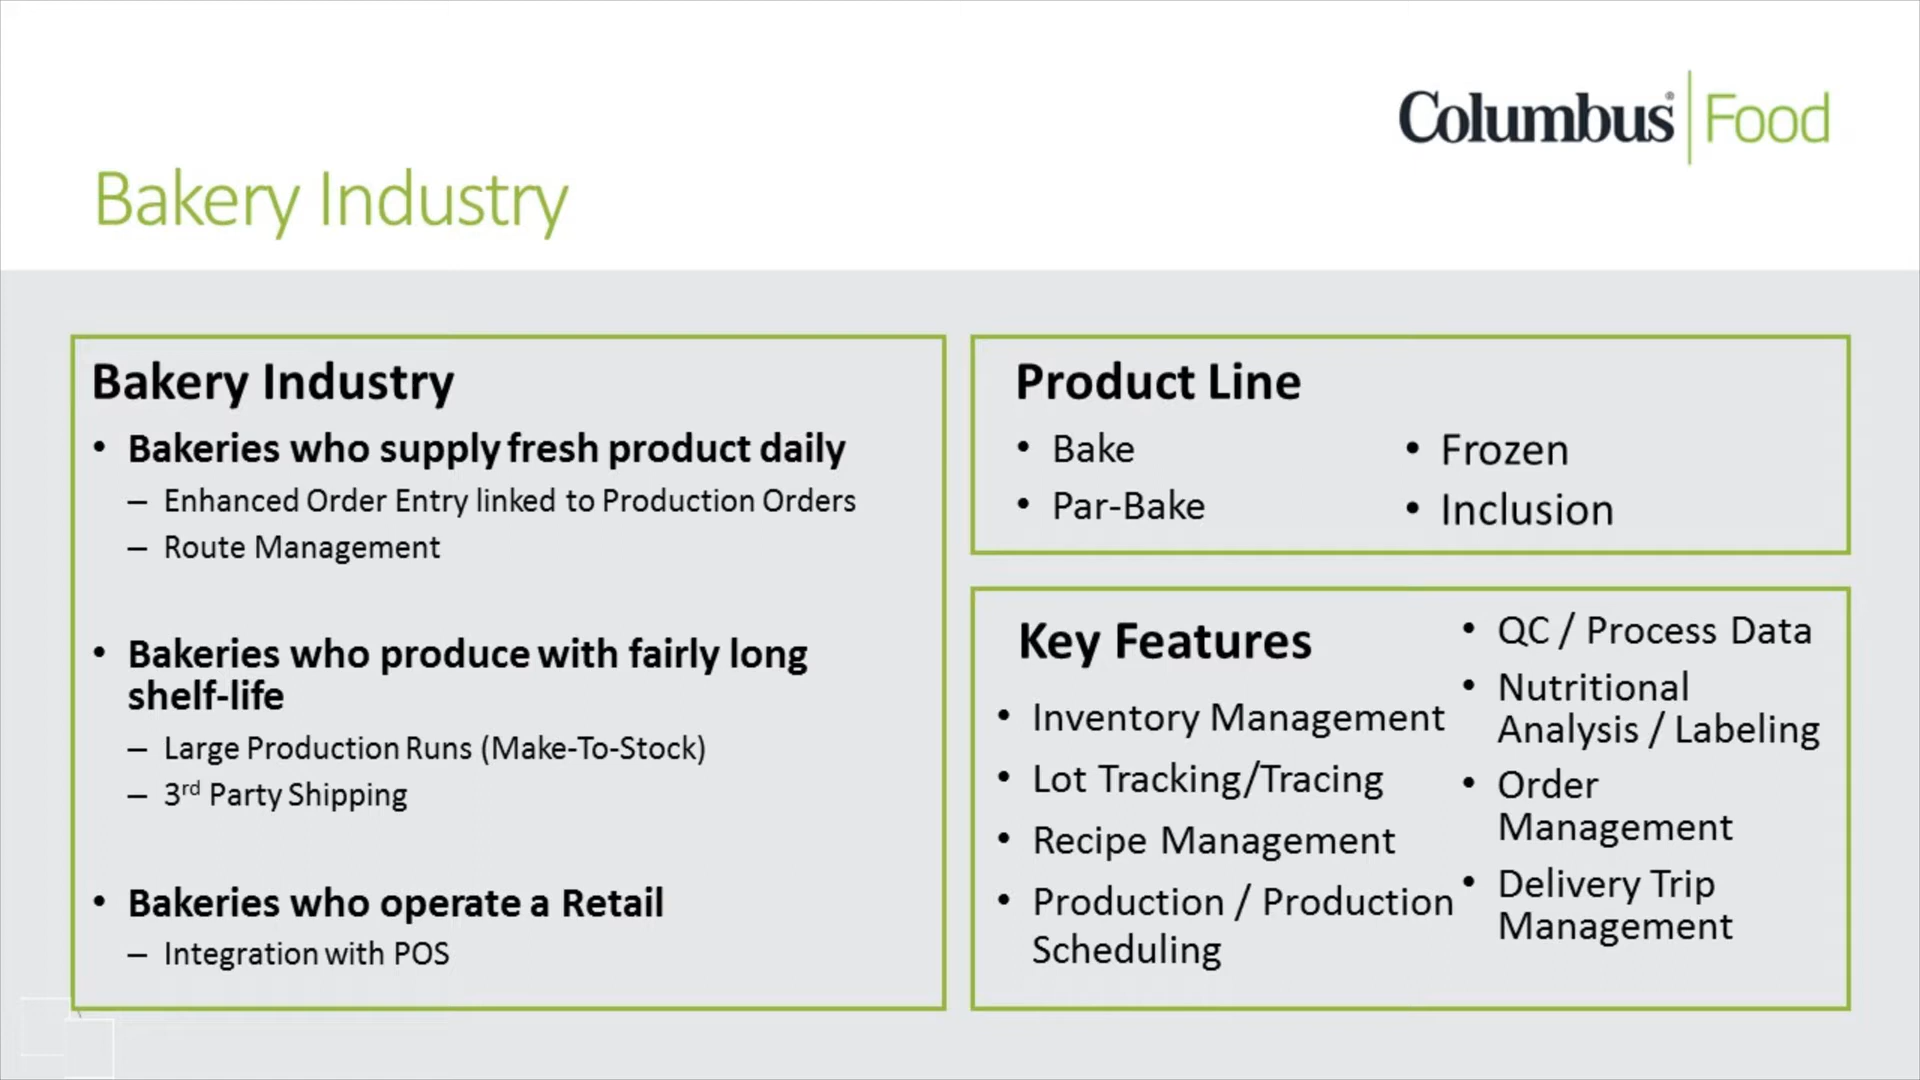 Columbus® Food
Bakery Industry
Bakery Industry
• Bakeries who supply fresh product daily
– Enhanced Order Entry linked to Production Orders
– Route Management
• Bakeries who produce with fairly long
shelf-life
– Large Production Runs (Make-To-Stock)
– 3rd Party Shipping
• Bakeries who operate a Retail
– Integration with POS
Product Line
• Bake
• Par-Bake
• Frozen
• Inclusion
Key Features
• Inventory Management
• Lot Tracking/Tracing
• Recipe Management
• Production / Production
Scheduling
• QC / Process Data
• Nutritional
Analysis / Labeling
• Order
Management
• Delivery Trip
Management